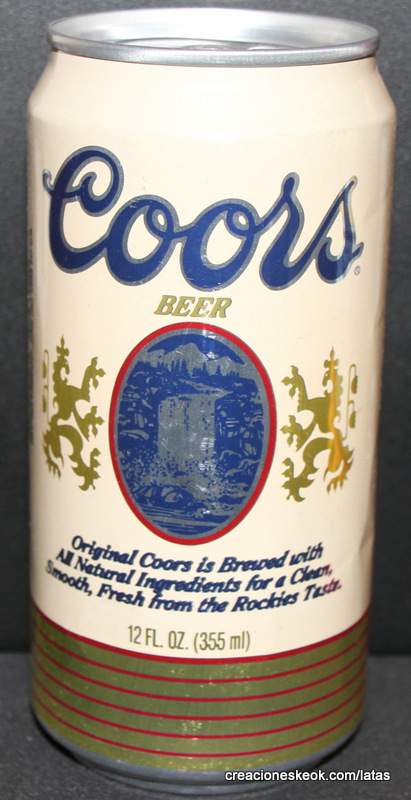 Coors
BEER
Original Coors is Brewed with
All Natural Ingredients for a Clean,
Smooth, Fresh from the Rockies Taste.
12 FL. OZ. (355 ml)
creacioneskeok.com/latas